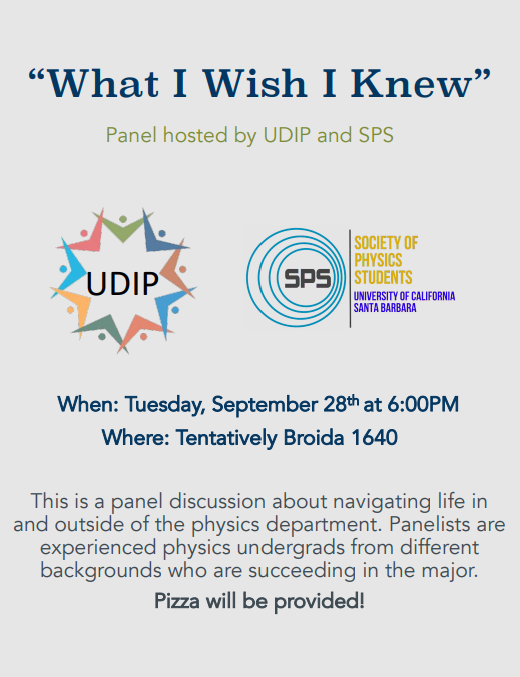 “What I Wish I Knew”
Panel hosted by UDIP and SPS
UDIP
SPS
SOCIETY OF
PHYSICS
STUDENTS
UNIVERSITY OF CALIFORNIA
SANTA BARBARA
When: Tuesday, September 28th at 6:00PM
Where: Tentatively Broida 1640
This is a panel discussion about navigating life in
and outside of the physics department. Panelists are
experienced physics undergrads from different
backgrounds who are succeeding in the major.
Pizza will be provided!